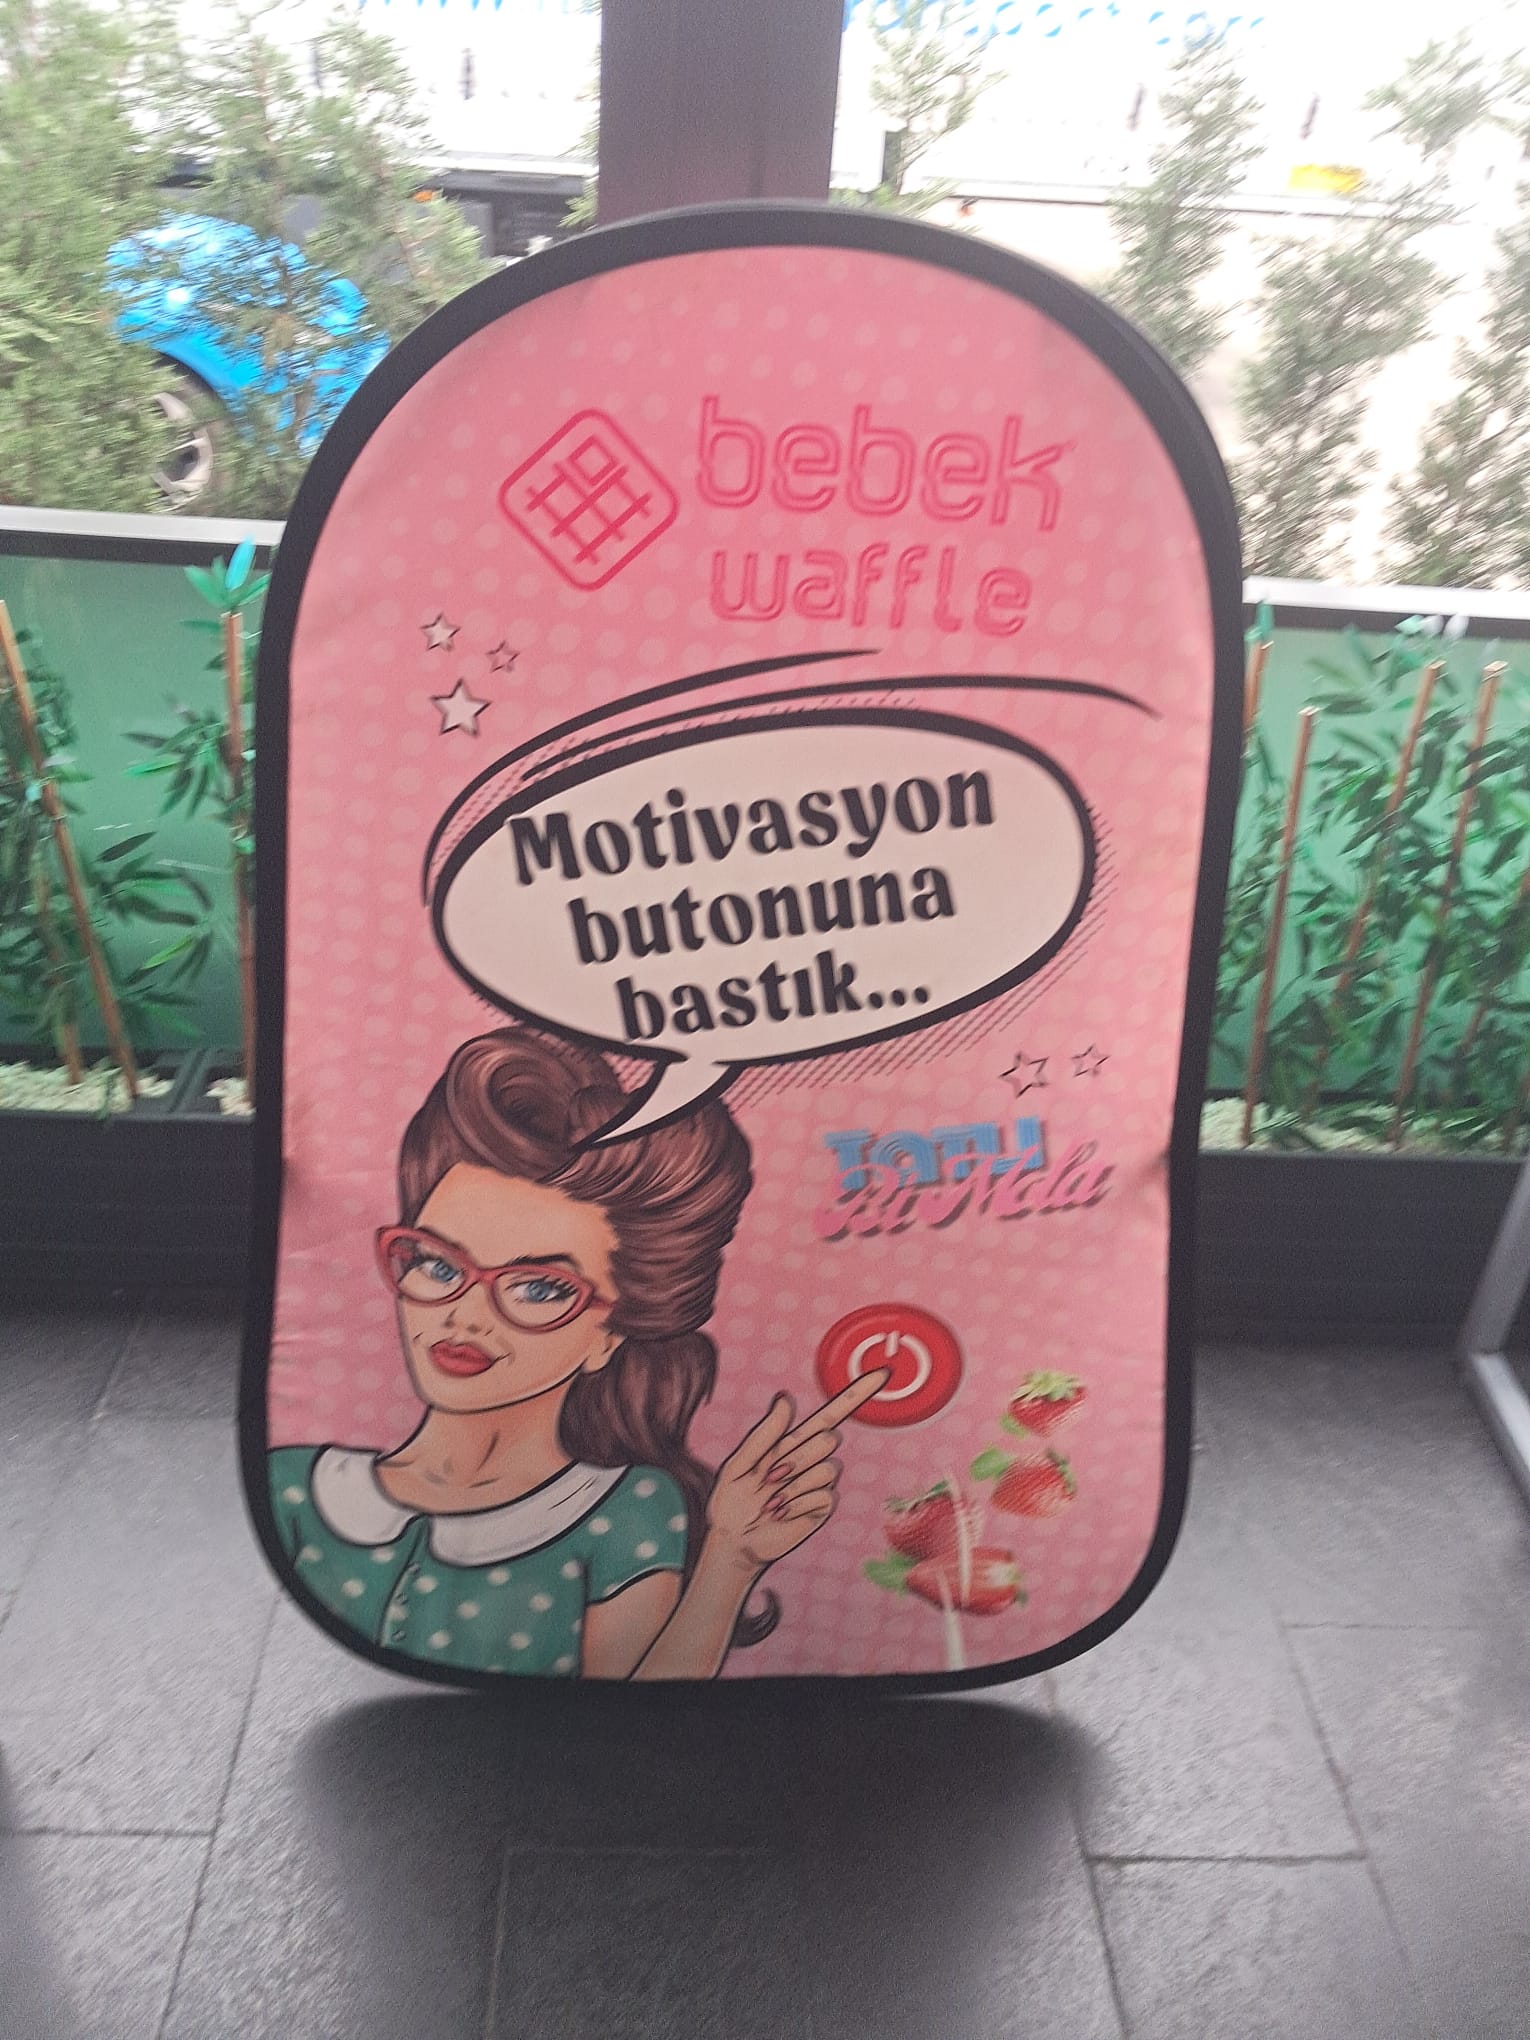 bebek
waffle
Motivasyon
butonuna
bastık...